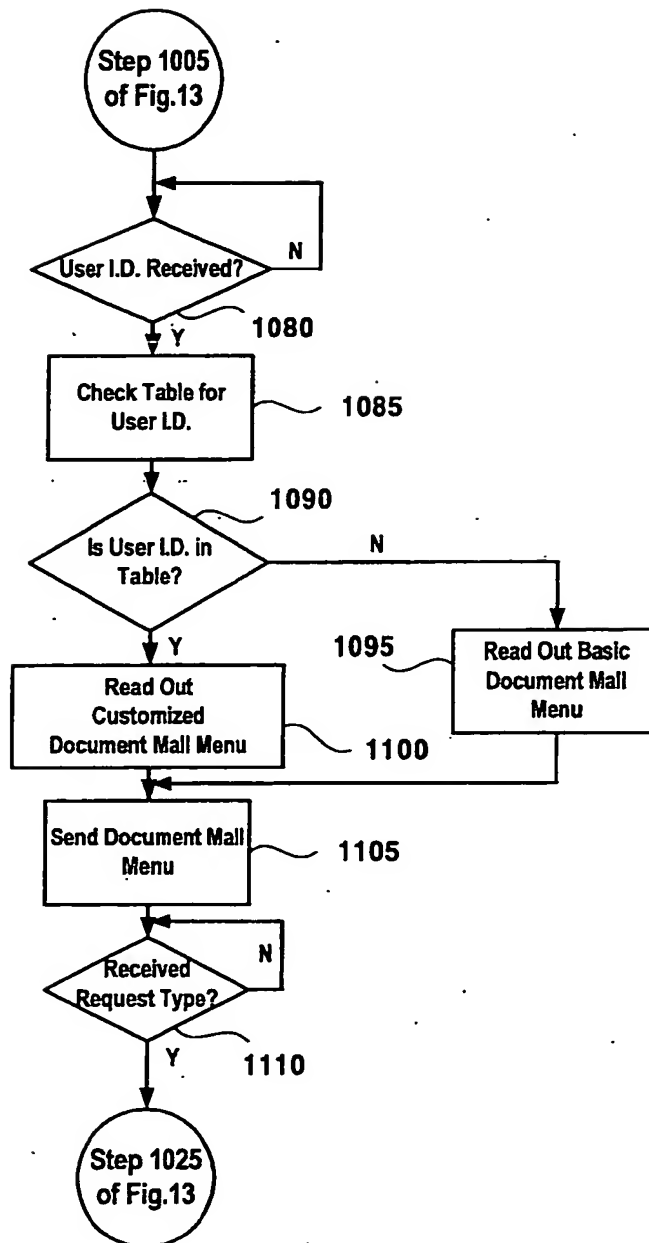 Step 1005
of Fig.13
N
User I.D. Received?
1080
Y
Check Table for
User I.D.
1085
1090
Is User I.D. in
Table?
N
Y
1095
Read Out Basic
Document Mall
Menu
Read Out
Customized
Document Mall Menu
1100
Send Document Mall
Menu
1105
N
Received
Request Type?
1110
Y
Step 1025
of Fig.13